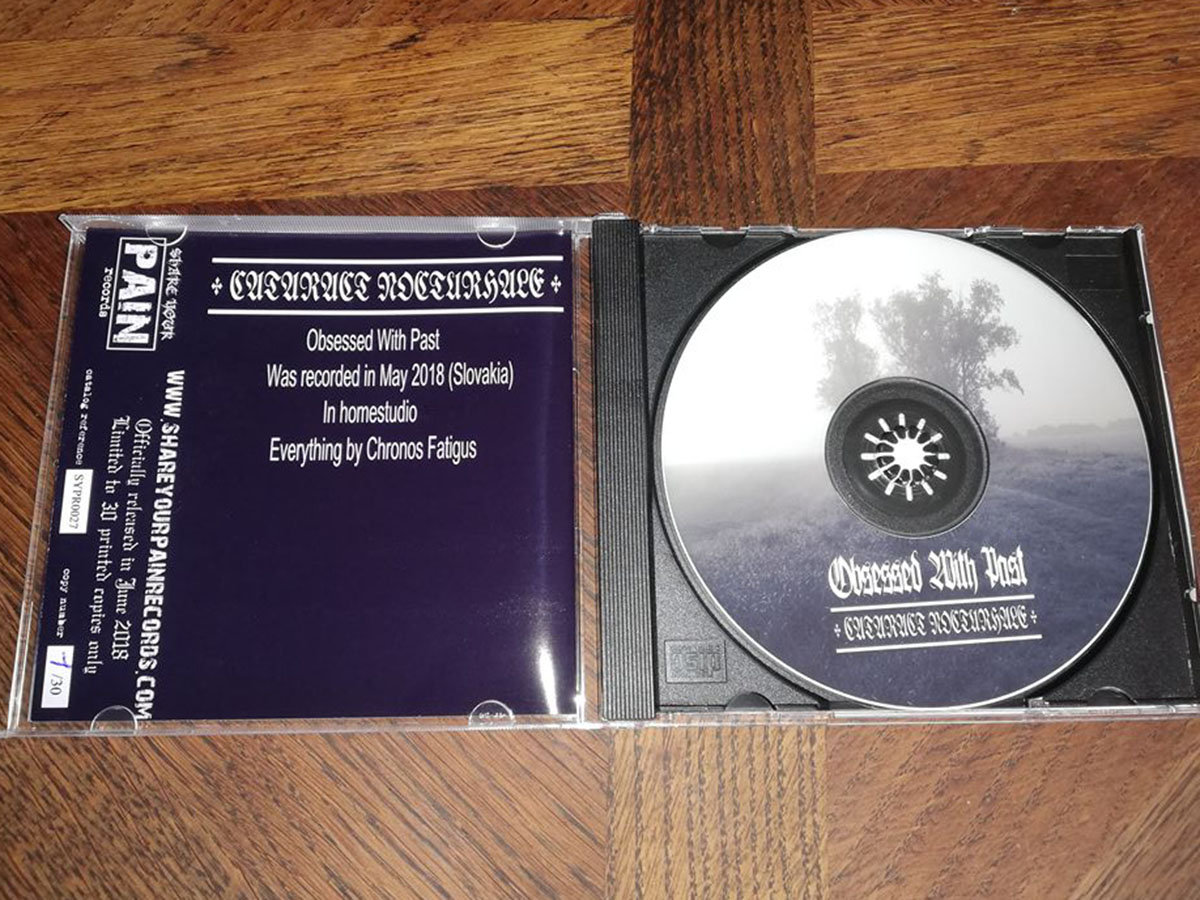 CATARACT NOCTURHALE
Obsessed With Past
Was recorded in May 2018 (Slovakia)
In homestudio
Everything by Chronos Fatigus
SHARE YOUR
PAIN
records
WWW.SHAREYOURPAINRECORDS.COM
Officially released in June 2018
Limited to 30 printed copies only
catalog reference SYPR0027
copy number 7/30
Obsessed With Past
CATARACT NOCTURHALE